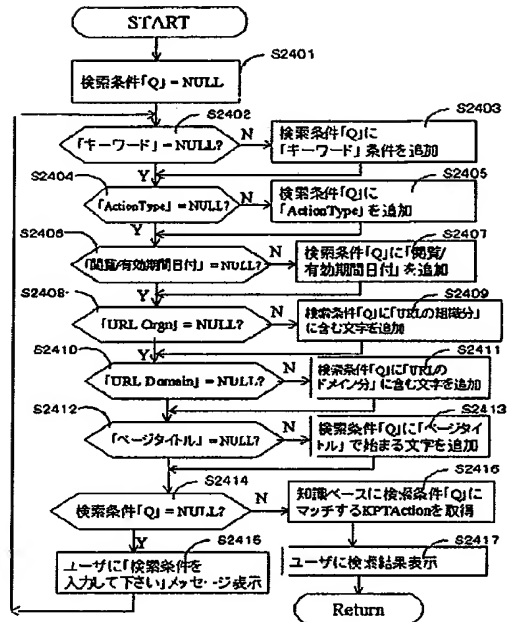 START
S2401
検索条件「Q」=NULL
S2402
「キーワード」=NULL?
N
S2403
検索条件「Q」に
「キーワード」条件を追加
Y
S2404
「ActionType」=NULL?
N
S2405
検索条件「Q」に
「ActionType」を追加
Y
S2406
「閲覧/有効期間日付」=NULL?
N
S2407
検索条件「Q」に「閲覧/
有効期間日付」を追加
Y
S2408
「URL Orgn」=NULL?
N
S2409
検索条件「Q」に「URLの組織分」
に含む文字を追加
Y
S2410
「URL Domain」=NULL?
N
S2411
検索条件「Q」に「URLの
ドメイン分」に含む文字を追加
S2412
「ページタイトル」=NULL?
N
S2413
検索条件「Q」に「ページタイ
トル」で始まる文字を追加
S2414
検索条件「Q」=NULL?
N
S2416
知識ベースに検索条件「Q」に
マッチするKPTActionを取得
Y
S2415
ユーザに「検索条件を
入力して下さい」メッセージ表示
S2417
ユーザに検索結果表示
Return